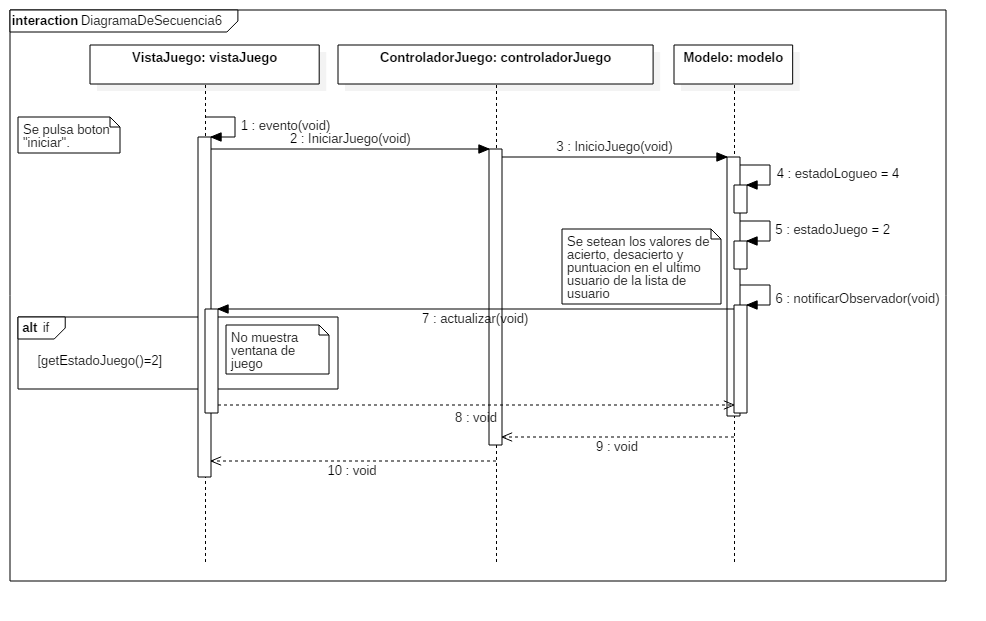 interaction DiagramaDeSecuencia6
VistaJuego: vistaJuego
ControladorJuego: controladorJuego
Modelo: modelo
Se pulsa boton
"iniciar".
1 : evento(void)
2 : IniciarJuego(void)
3 : InicioJuego(void)
4 : estadoLogueo = 4
5 : estadoJuego = 2
Se setean los valores de
acierto, desacierto y
puntuacion en el ultimo
usuario de la lista de
usuario
6 : notificarObservador(void)
7 : actualizar(void)
alt if
[getEstadoJuego()=2]
No muestra
ventana de
juego
8 : void
9 : void
10 : void